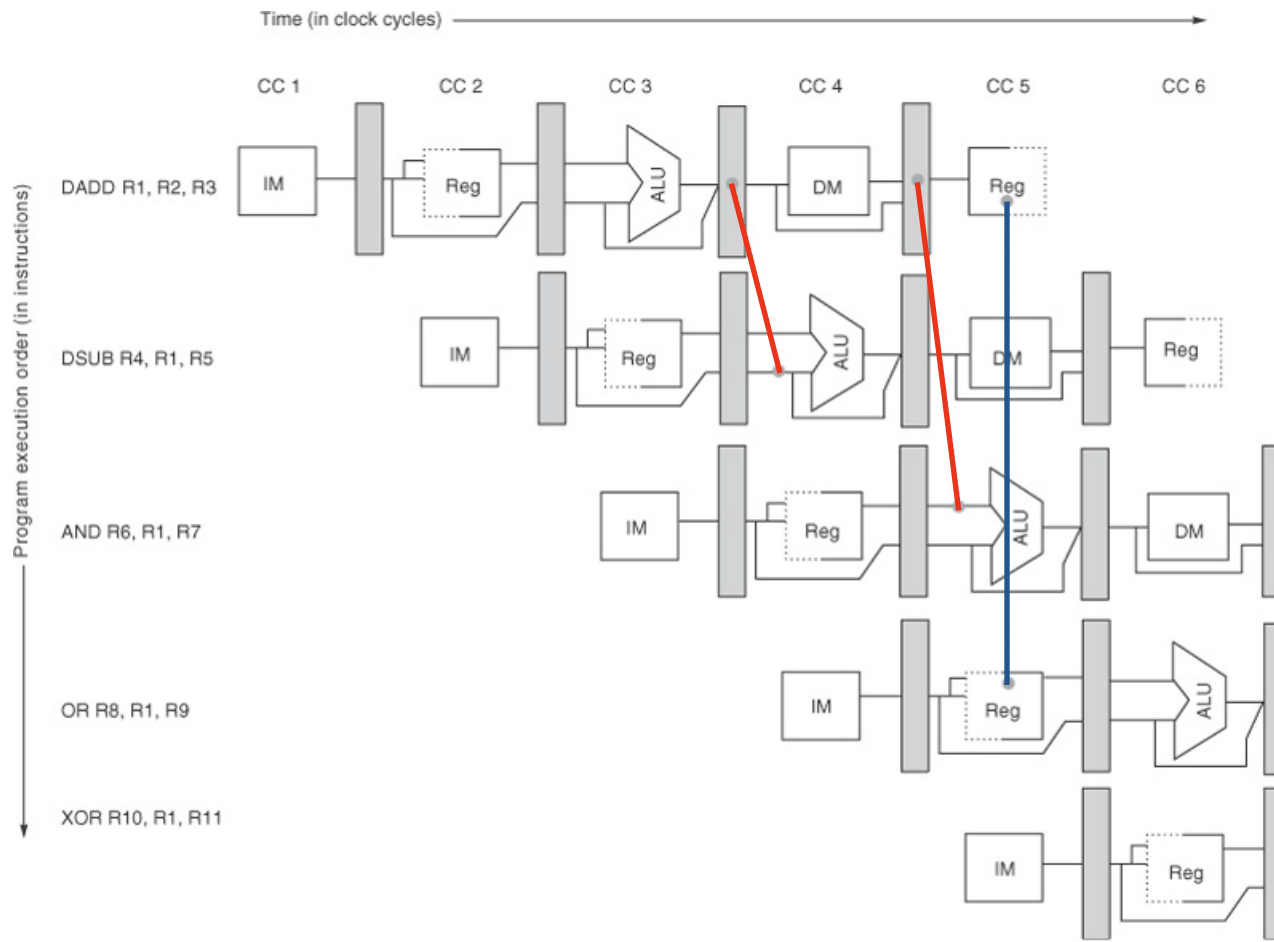 Time (in clock cycles)
CC 1 CC 2 CC 3 CC 4 CC 5 CC 6
Program execution order (in instructions)
DADD R1, R2, R3 IM Reg ALU DM Reg
DSUB R4, R1, R5 IM Reg ALU DM Reg
AND R6, R1, R7 IM Reg ALU DM
OR R8, R1, R9 IM Reg ALU
XOR R10, R1, R11
IM Reg